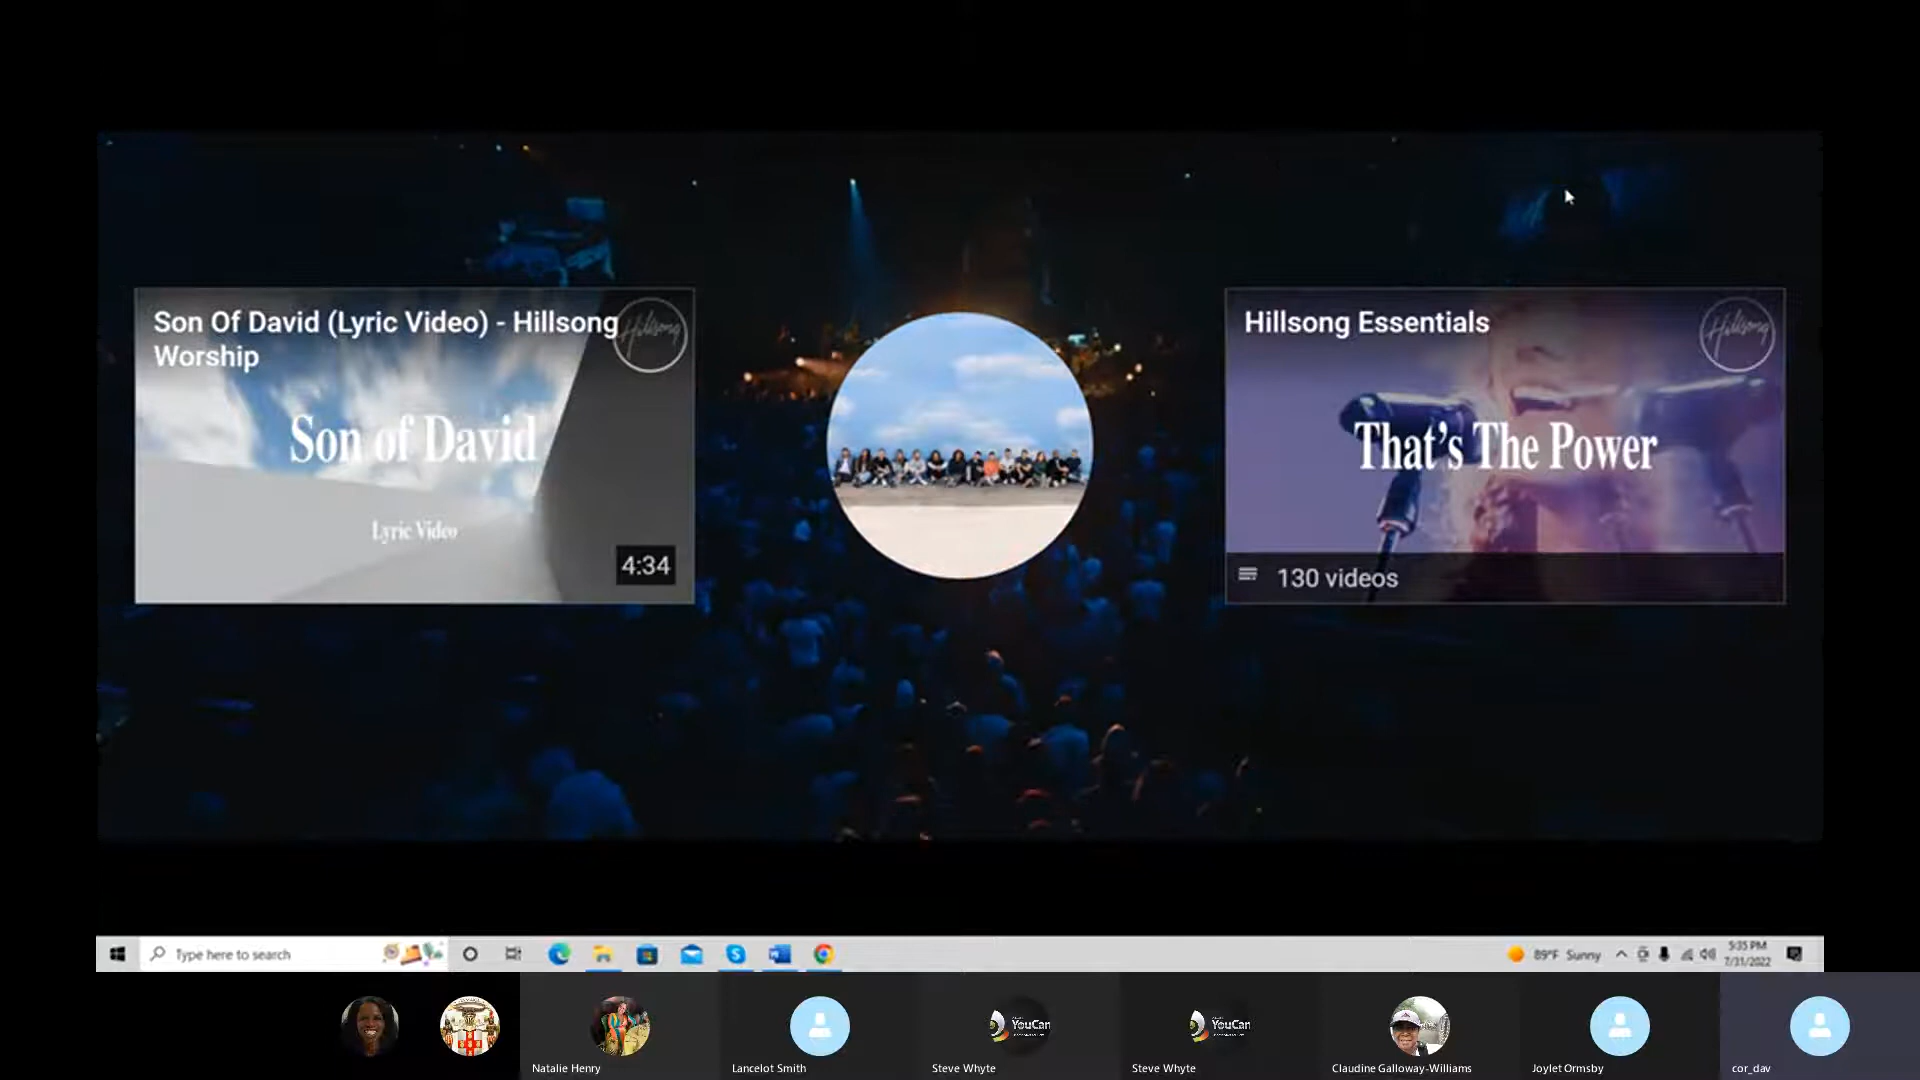 Son Of David (Lyric Video) - Hillsong
Worship
Hillsong
Son of David
Lyric Video
4:34
Hillsong Essentials
Hillsong
That's The Power
130 videos
Type here to search
89°F Sunny
5:35 PM
7/31/2022
YouCan
YouCan
Natalie Henry
Lancelot Smith
Steve Whyte
Steve Whyte
Claudine Galloway-Williams
Joylet Ormsby
cor_dav